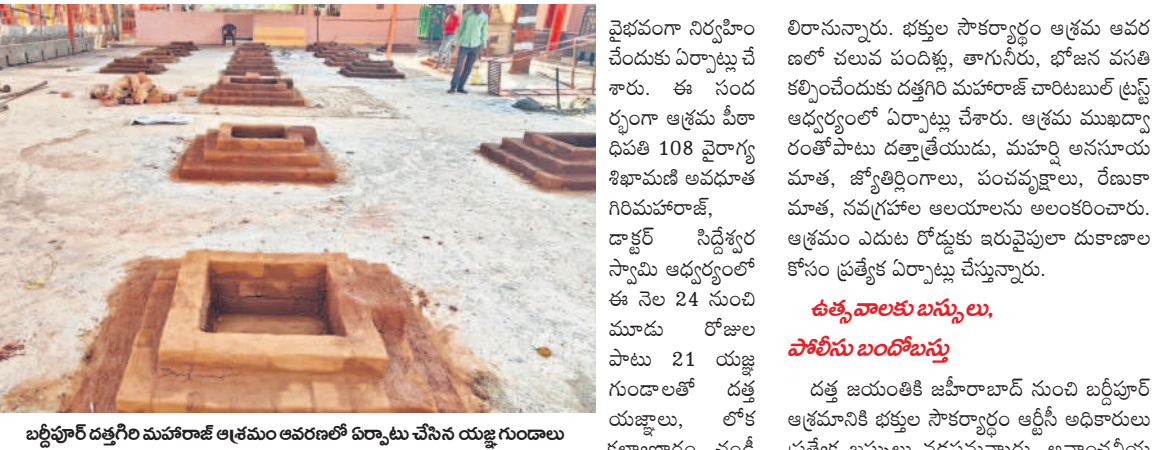 వైభవంగా నిర్వహిం
చేందుకు ఏర్పాట్లు చే
శారు. ఈ సంద
ర్భంగా ఆశ్రమ పీఠా
ధిపతి 108 వైరాగ్య
శిఖామణి అవధూత
గిరిమహారాజ్,
డాక్టర్ సిద్దేశ్వర
స్వామి ఆధ్వర్యంలో
ఈ నెల 24 నుంచి
మూడు రోజుల
పాటు 21 యజ్ఞ
గుండాలతో దత్త
యజ్ఞాలు, లోక
లిరానున్నారు. భక్తుల సౌకర్యార్థం ఆశ్రమ ఆవర
ణలో చలువ పందిళ్లు, తాగునీరు, భోజన వసతి
కల్పించేందుకు దత్తగిరి మహారాజ్ చారిటబుల్ ట్రస్ట్
ఆధ్వర్యంలో ఏర్పాట్లు చేశారు. ఆశ్రమ ముఖద్వా
రంతోపాటు దత్తాత్రేయుడు, మహర్షి అనసూయ
మాత, జ్యోతిర్లింగాలు, పంచవృక్షాలు, రేణుకా
మాత, నవగ్రహాల ఆలయాలను అలంకరించారు.
ఆశ్రమం ఎదుట రోడ్డుకు ఇరువైపులా దుకాణాల
కోసం ప్రత్యేక ఏర్పాట్లు చేస్తున్నారు.
ఉత్సవాలకు బస్సులు,
పోలీసు బందోబస్తు
దత్త జయంతికి జహీరాబాద్ నుంచి బర్దీపూర్
ఆశ్రమానికి భక్తుల సౌకర్యార్థం ఆర్టీసీ అధికారులు
బర్దీపూర్ దత్తగిరి మహారాజ్ ఆశ్రమం ఆవరణలో ఏర్పాటు చేసిన యజ్ఞ గుండాలు